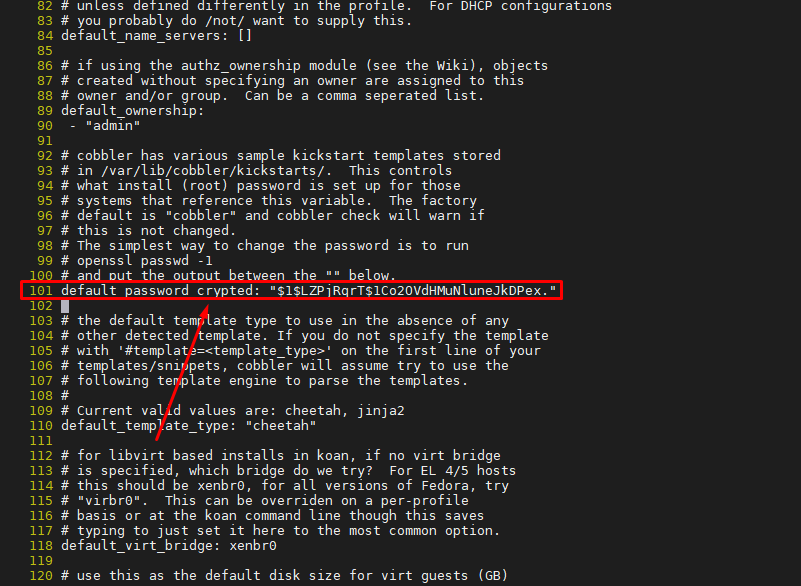 82 # unless defined differently in the profile.  For DHCP configurations
83 # you probably do /not/ want to supply this.
84 default_name_servers: []
85
86 # if using the authz_ownership module (see the Wiki), objects
87 # created without specifying an owner are assigned to this
88 # owner and/or group.  Can be a comma seperated list.
89 default_ownership:
90  - "admin"
91
92 # cobbler has various sample kickstart templates stored
93 # in /var/lib/cobbler/kickstarts/.  This controls
94 # what install (root) password is set up for those
95 # systems that reference this variable.  The factory
96 # default is "cobbler" and cobbler check will warn if
97 # this is not changed.
98 # The simplest way to change the password is to run
99 # openssl passwd -1
100 # and put the output between the "" below.
101 default_password_crypted: "$1$LZPjRqrT$1Co2OVdHMuNluneJkDPex."
102
103 # the default template type to use in the absence of any
104 # other detected template. If you do not specify the template
105 # with '#template=<template_type>' on the first line of your
106 # templates/snippets, cobbler will assume try to use the
107 # following template engine to parse the templates.
108 #
109 # Current valid values are: cheetah, jinja2
110 default_template_type: "cheetah"
111
112 # for libvirt based installs in koan, if no virt bridge
113 # is specified, which bridge do we try?  For EL 4/5 hosts
114 # this should be xenbr0, for all versions of Fedora, try
115 # "virbr0".  This can be overriden on a per-profile
116 # basis or at the koan command line though this saves
117 # typing to just set it here to the most common option.
118 default_virt_bridge: xenbr0
119
120 # use this as the default disk size for virt guests (GB)